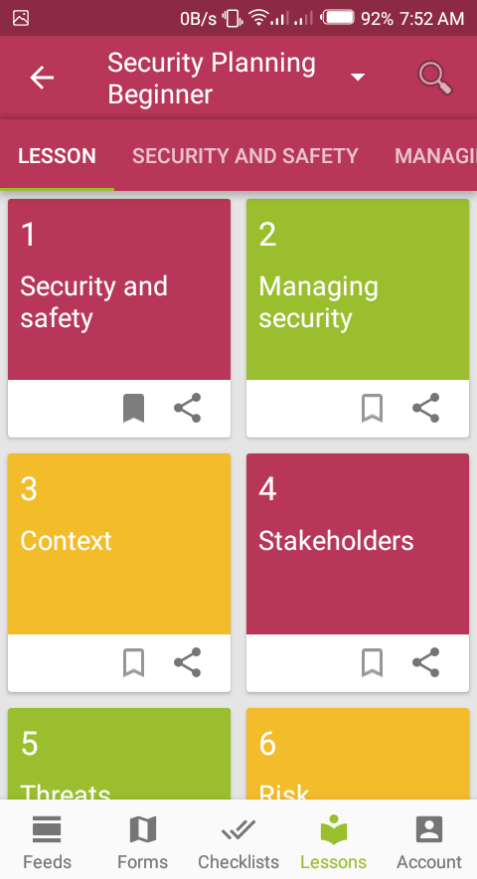 0B/s 92% 7:52 AM
Security Planning
Beginner
LESSON SECURITY AND SAFETY MANAGI
1
Security and
safety
2
Managing
security
3
Context
4
Stakeholders
5
Threats
6
Risk
Feeds Forms Checklists Lessons Account